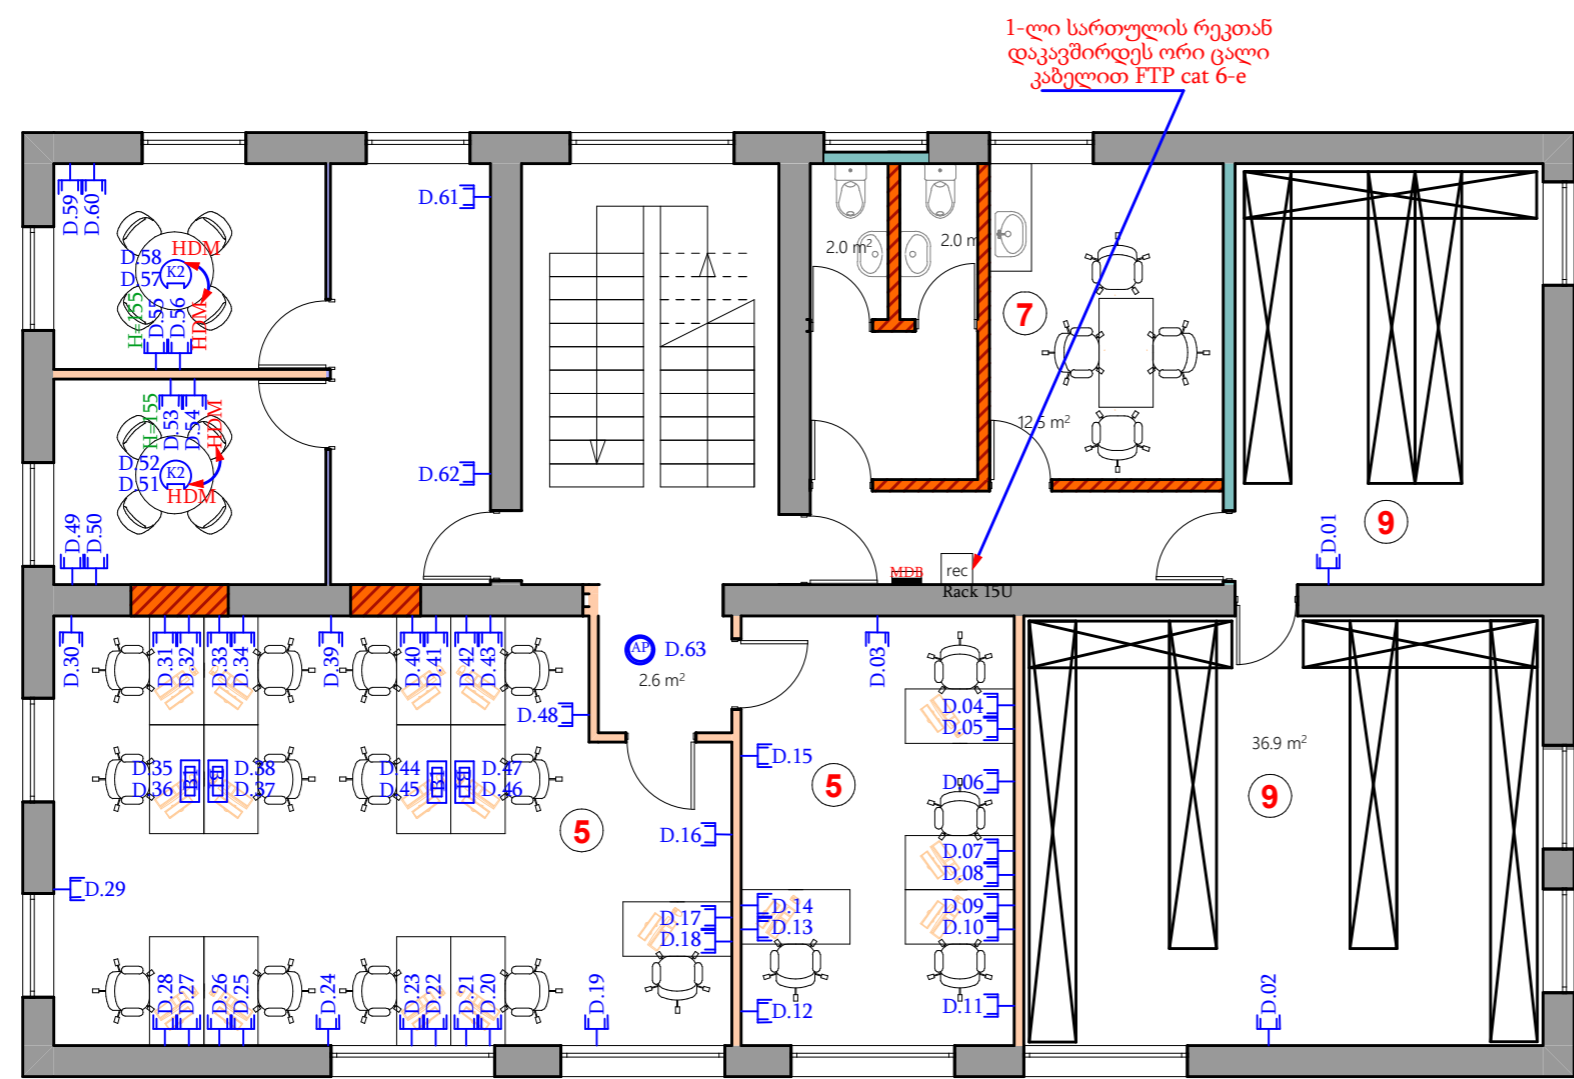 1-ლი სართულის რეკთან
დაკავშირდეს ორი ცალი
კაბელით FTP cat 6-e
D.59
D.60
D.58
D.57
HDM
K2
H=155
D.55
D.56
HDM
D.61
2.0 m²
2.0 m
7
12.5 m²
H=155
D.53
D.54
HDM
D.52
D.51
K2
HDM
D.62
D.49
D.50
9
D.01
MDB
rec
Rack 15U
D.30
D.31
D.32
D.33
D.34
D.39
D.40
D.41
D.42
D.43
AP
D.63
2.6 m²
D.48
D.03
D.04
D.05
D.15
D.06
5
36.9 m²
9
D.35
D.36
B1
B1
D.38
D.37
D.44
D.45
B1
B1
D.47
D.46
5
D.16
D.07
D.08
D.29
D.17
D.18
D.14
D.13
D.09
D.10
D.28
D.27
D.26
D.25
D.24
D.23
D.22
D.21
D.20
D.19
D.12
D.11
D.02